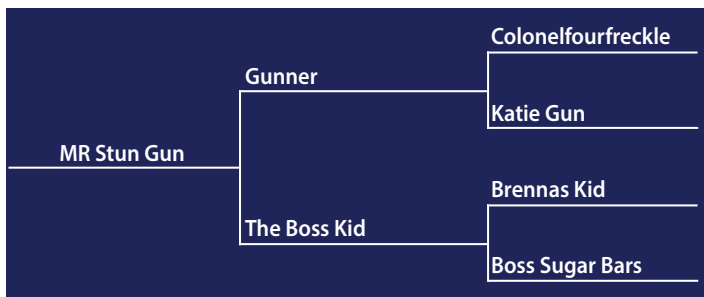 Colonelfourfreckle
Gunner
Katie Gun
MR Stun Gun
Brennas Kid
The Boss Kid
Boss Sugar Bars